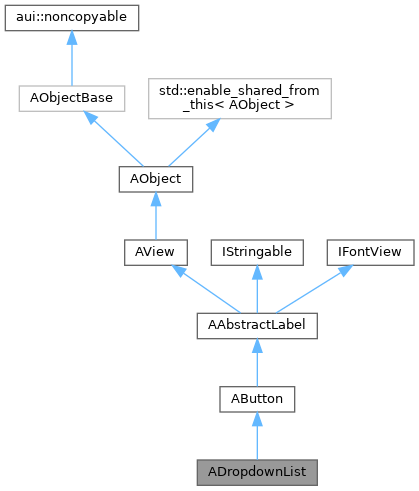 aui::noncopyable
AObjectBase
std::enable_shared_from
_this< AObject >
AObject
AView
IStringable
IFontView
AAbstractLabel
AButton
ADropdownList